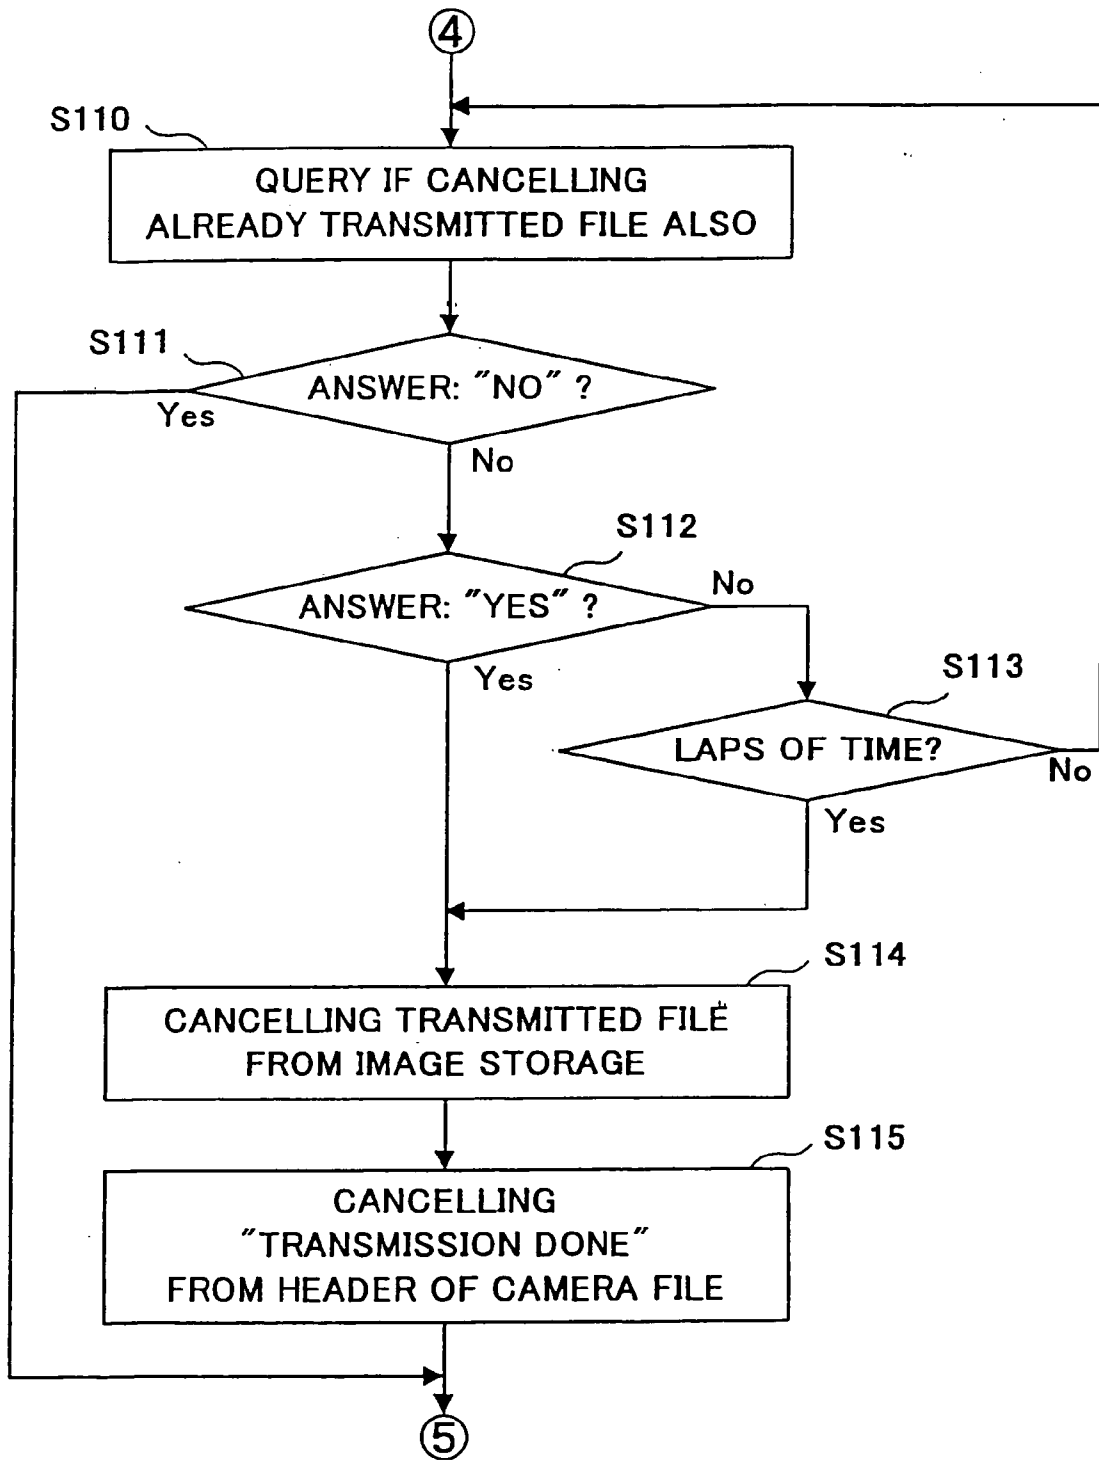 4
S110
QUERY IF CANCELLING
ALREADY TRANSMITTED FILE ALSO
S111
ANSWER: "NO" ?
Yes
No
S112
ANSWER: "YES" ?
No
Yes
S113
LAPS OF TIME?
No
Yes
S114
CANCELLING TRANSMITTED FILE
FROM IMAGE STORAGE
S115
CANCELLING
"TRANSMISSION DONE"
FROM HEADER OF CAMERA FILE
5